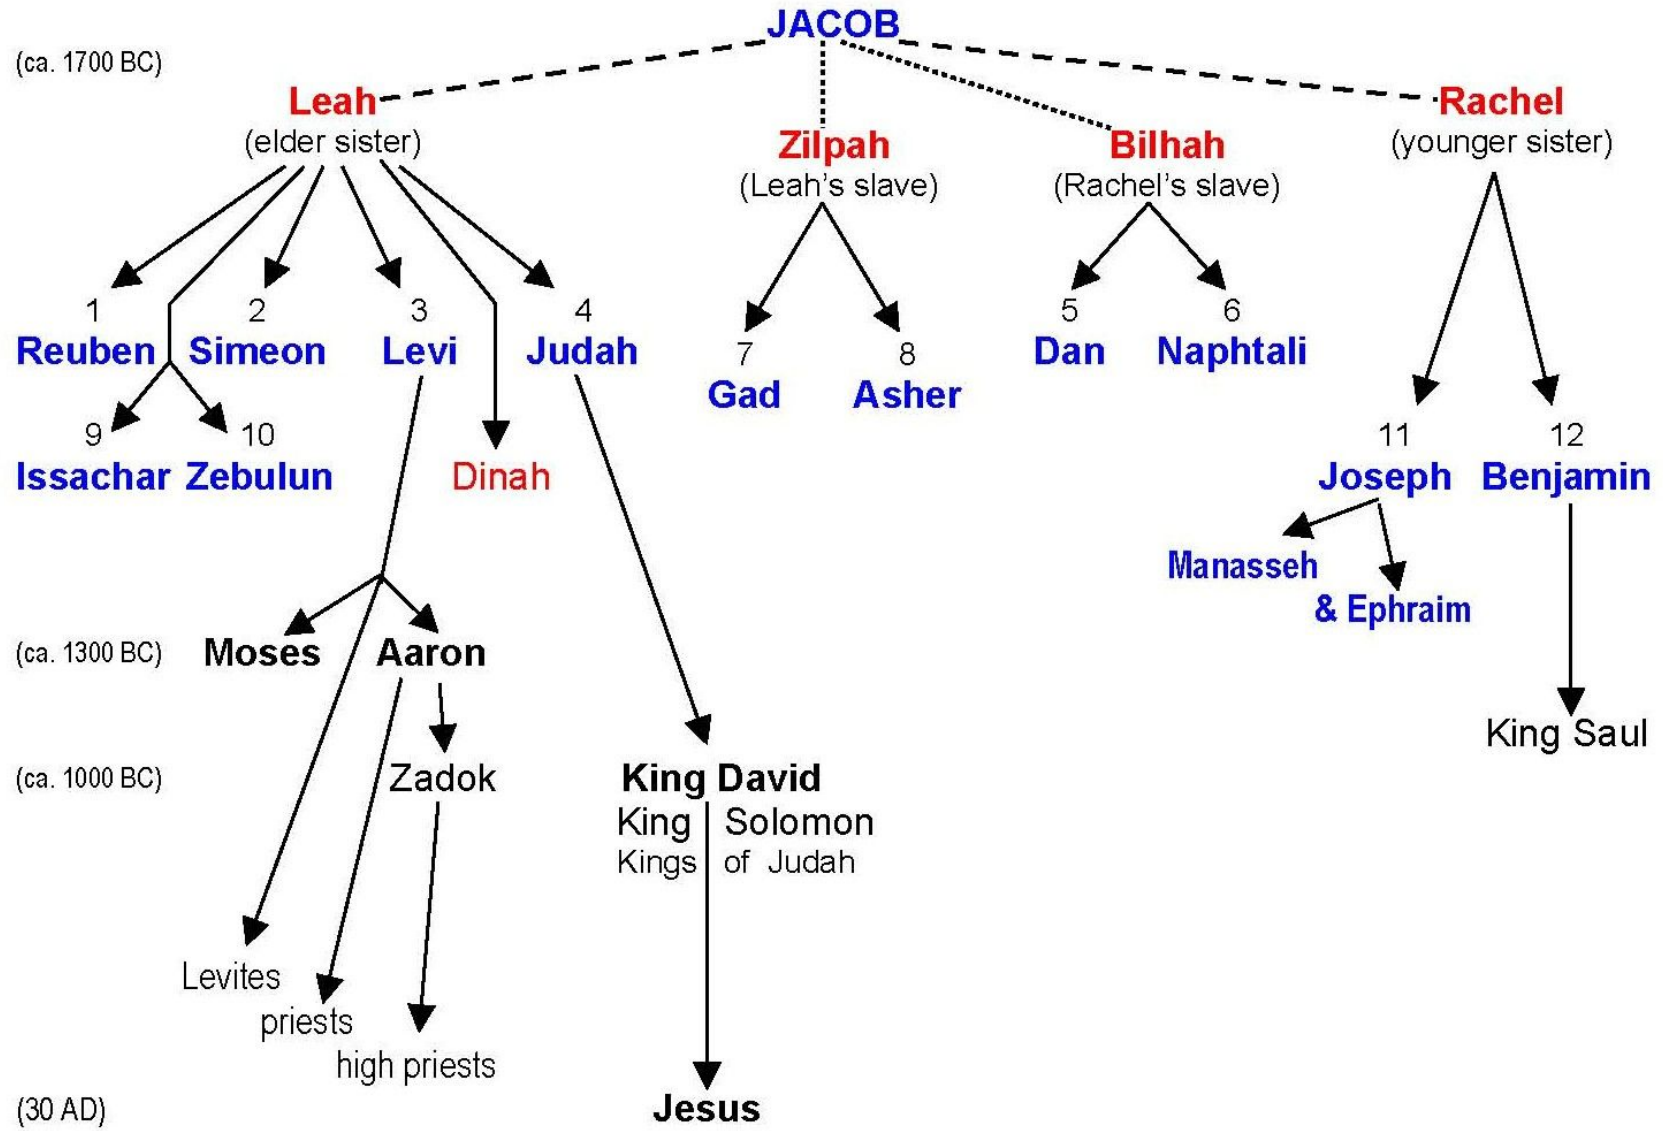 JACOB
(ca. 1700 BC)
Leah
(elder sister)
Zilpah
(Leah's slave)
Bilhah
(Rachel's slave)
Rachel
(younger sister)
1
Reuben
2
Simeon
3
Levi
4
Judah
7
Gad
8
Asher
5
Dan
6
Naphtali
9
Issachar
10
Zebulun
Dinah
11
Joseph
12
Benjamin
Manasseh
& Ephraim
(ca. 1300 BC)
Moses
Aaron
King Saul
(ca. 1000 BC)
Zadok
King David
King Solomon
Kings of Judah
Levites
priests
high priests
(30 AD)
Jesus